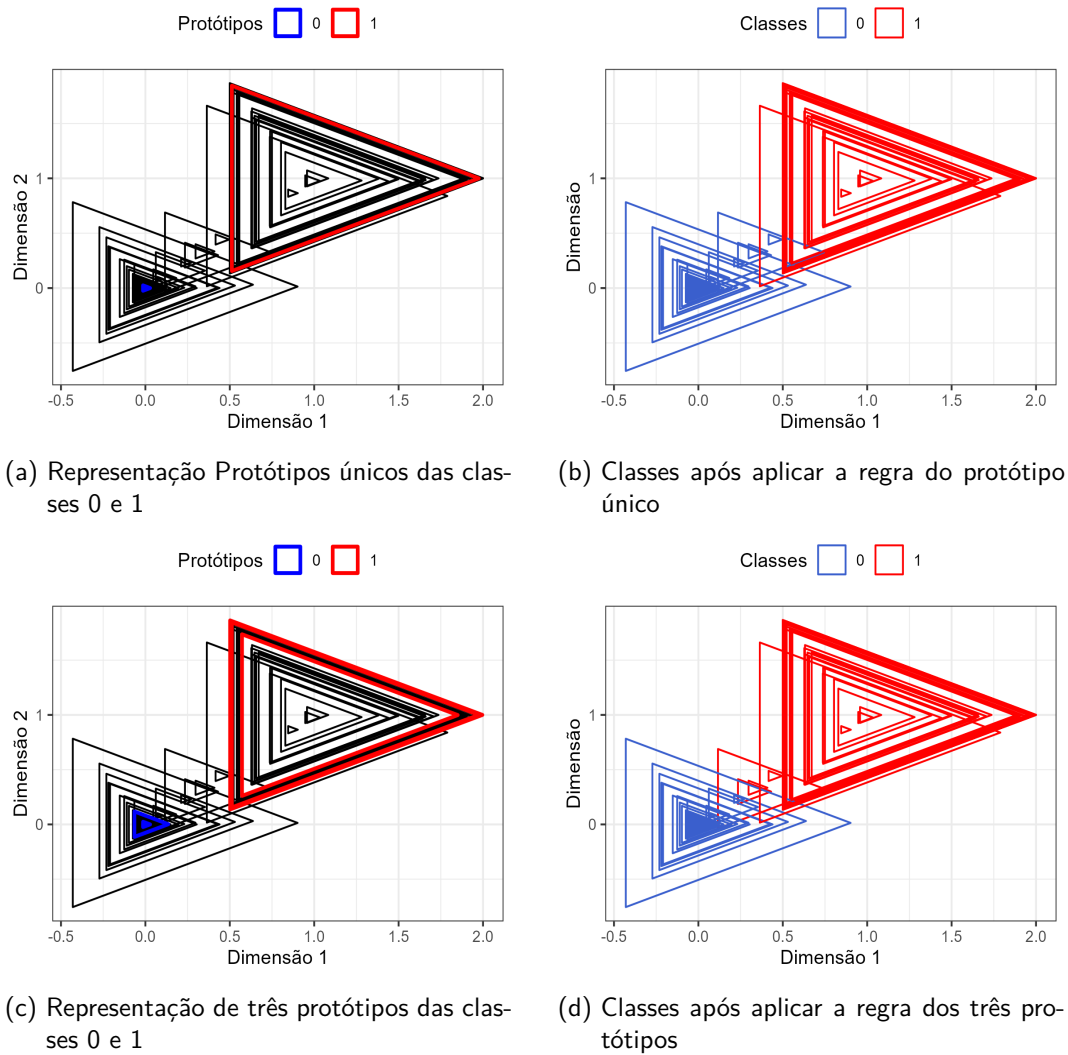 Protótipos 0 1
Classes 0 1
Dimensão 2
1
0
-0.5 0.0 0.5 1.0 1.5 2.0
Dimensão 1
Dimensão
1
0
-0.5 0.0 0.5 1.0 1.5 2.0
Dimensão 1
(a) Representação Protótipos únicos das clas-
ses 0 e 1
(b) Classes após aplicar a regra do protótipo
único
Protótipos 0 1
Classes 0 1
Dimensão 2
1
0
-0.5 0.0 0.5 1.0 1.5 2.0
Dimensão 1
Dimensão
1
0
-0.5 0.0 0.5 1.0 1.5 2.0
Dimensão 1
(c) Representação de três protótipos das clas-
ses 0 e 1
(d) Classes após aplicar a regra dos três pro-
tótipos